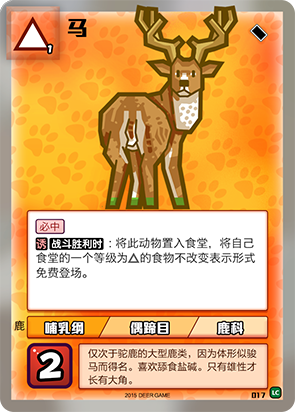 马
1
必中
诱 战斗胜利时：将此动物置入食堂，将自己
食堂的一个等级为△的食物不改变表示形式
免费登场。
鹿
哺乳纲 偶蹄目 鹿科
2
仅次于驼鹿的大型鹿类，因为体形似骏
马而得名。喜欢舔食盐碱。只有雄性才
长有大角。
2015 DEER GAME
017 LC